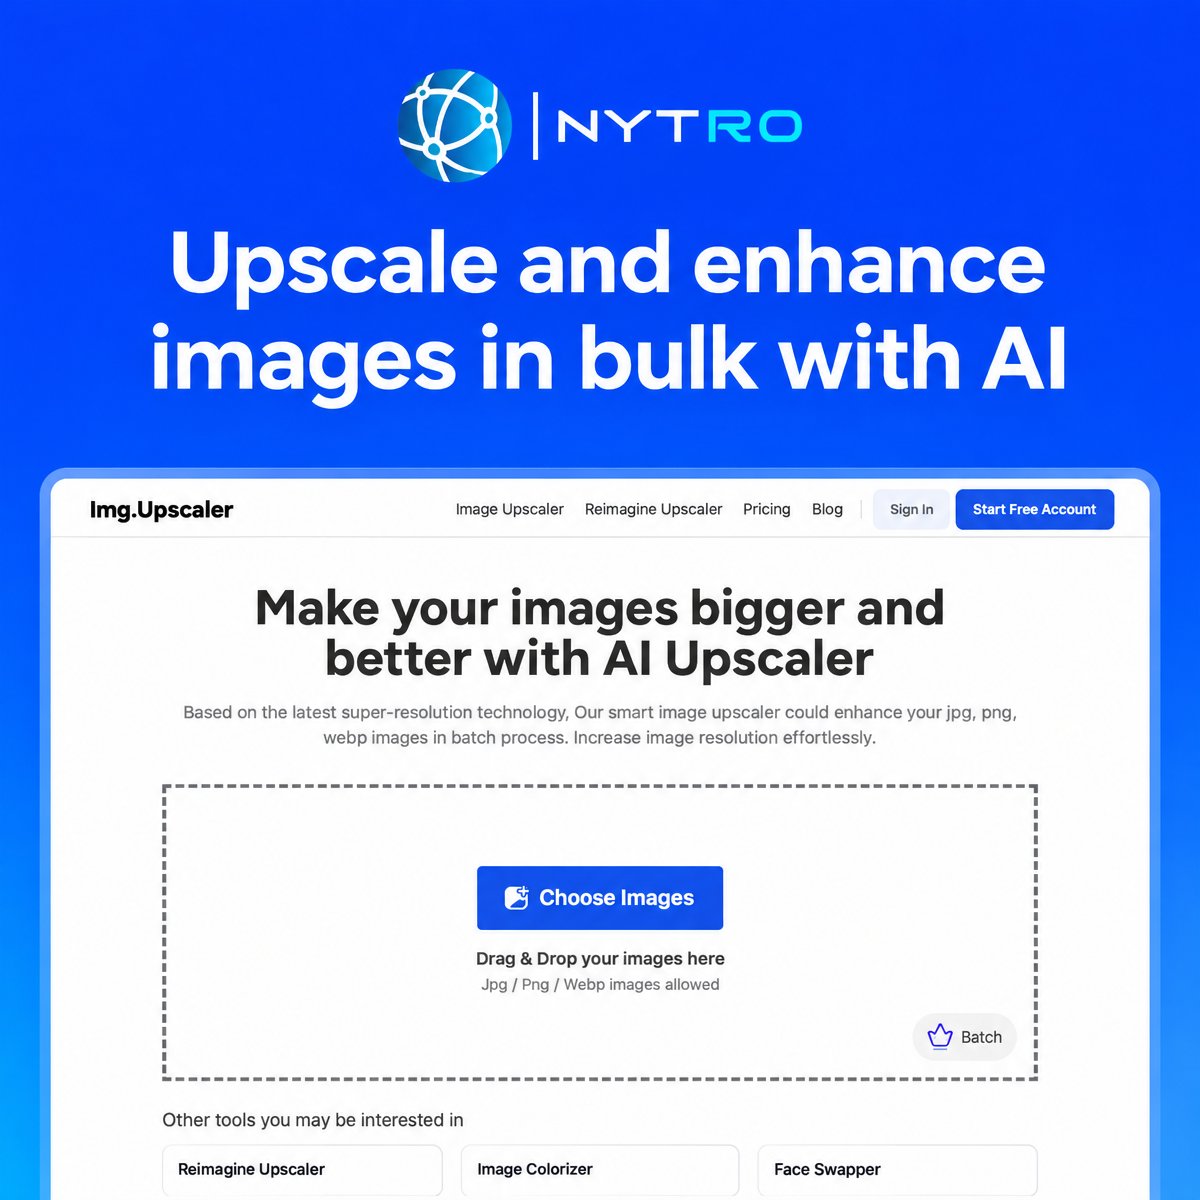 NYTRO
Upscale and enhance
images in bulk with AI
Img.Upscaler
Image Upscaler
Reimagine Upscaler
Pricing
Blog
Sign In
Start Free Account
Make your images bigger and
better with AI Upscaler
Based on the latest super-resolution technology, Our smart image upscaler could enhance your jpg, png,
webp images in batch process. Increase image resolution effortlessly.
Choose Images
Drag & Drop your images here
Jpg / Png / Webp images allowed
Batch
Other tools you may be interested in
Reimagine Upscaler
Image Colorizer
Face Swapper